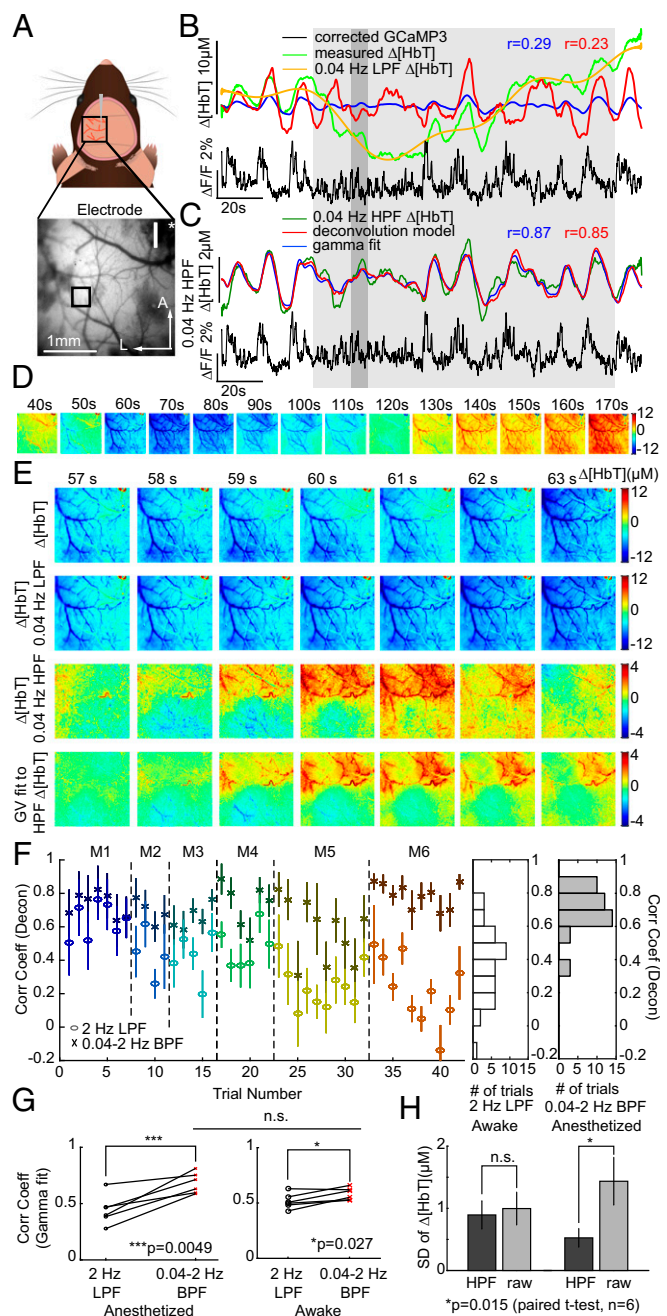 A
Electrode
*
A
L
1mm
B
corrected GCaMP3
measured Δ[HbT]
0.04 Hz LPF Δ[HbT]
r=0.29 r=0.23
Δ[HbT] 10µM
ΔF/F 2%
20s
C
0.04 Hz HPF Δ[HbT]
deconvolution model
gamma fit
r=0.87 r=0.85
0.04 Hz HPF
Δ[HbT] 2µM
ΔF/F 2%
20s
D
40s 50s 60s 70s 80s 90s 100s 110s 120s 130s 140s 150s 160s 170s
12
0
-12
E
57 s 58 s 59 s 60 s 61 s 62 s 63 s Δ[HbT](µM)
Δ[HbT]
12
0
-12
Δ[HbT]
0.04 Hz LPF
12
0
-12
Δ[HbT]
0.04 Hz HPF
4
0
-4
GV fit to
HPF Δ[HbT]
4
0
-4
F
M1 M2 M3 M4 M5 M6
Corr Coeff (Decon)
1
0.8
0.6
0.4
0.2
0
-0.2
2 Hz LPF
0.04-2 Hz BPF
0 5 10 15 20 25 30 35 40
Trial Number
0 5 10 15
# of trials
2 Hz LPF
Awake
0 5 10 15
# of trials
0.04-2 Hz BPF
Anesthetized
1
0.8
0.6
0.4
0.2
0
-0.2
Corr Coeff (Decon)
G
n.s.
Corr Coeff
(Gamma fit)
1
0.5
0
***
***p=0.0049
2 Hz
LPF
0.04-2 Hz
BPF
Anesthetized
1
0.5
0
*
*p=0.027
2 Hz
LPF
0.04-2 Hz
BPF
Awake
H
SD of Δ[HbT](µM)
2
1
0
n.s.
*
HPF raw HPF raw
*p=0.015 (paired t-test, n=6)